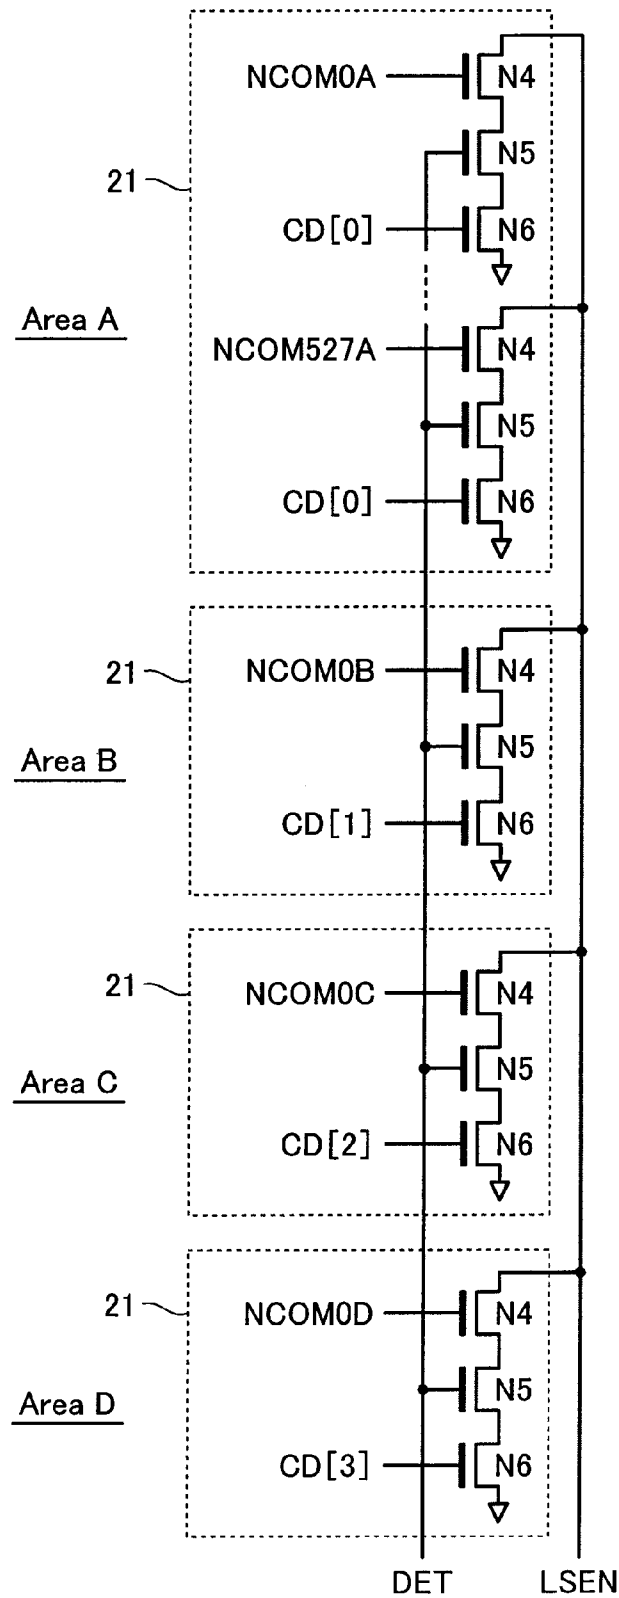 NCOM0A
N4
N5
21
CD[0]
N6
Area A
NCOM527A
N4
N5
CD[0]
N6
21
NCOM0B
N4
Area B
N5
CD[1]
N6
21
NCOM0C
N4
Area C
N5
CD[2]
N6
21
NCOM0D
N4
Area D
N5
CD[3]
N6
DET
LSEN